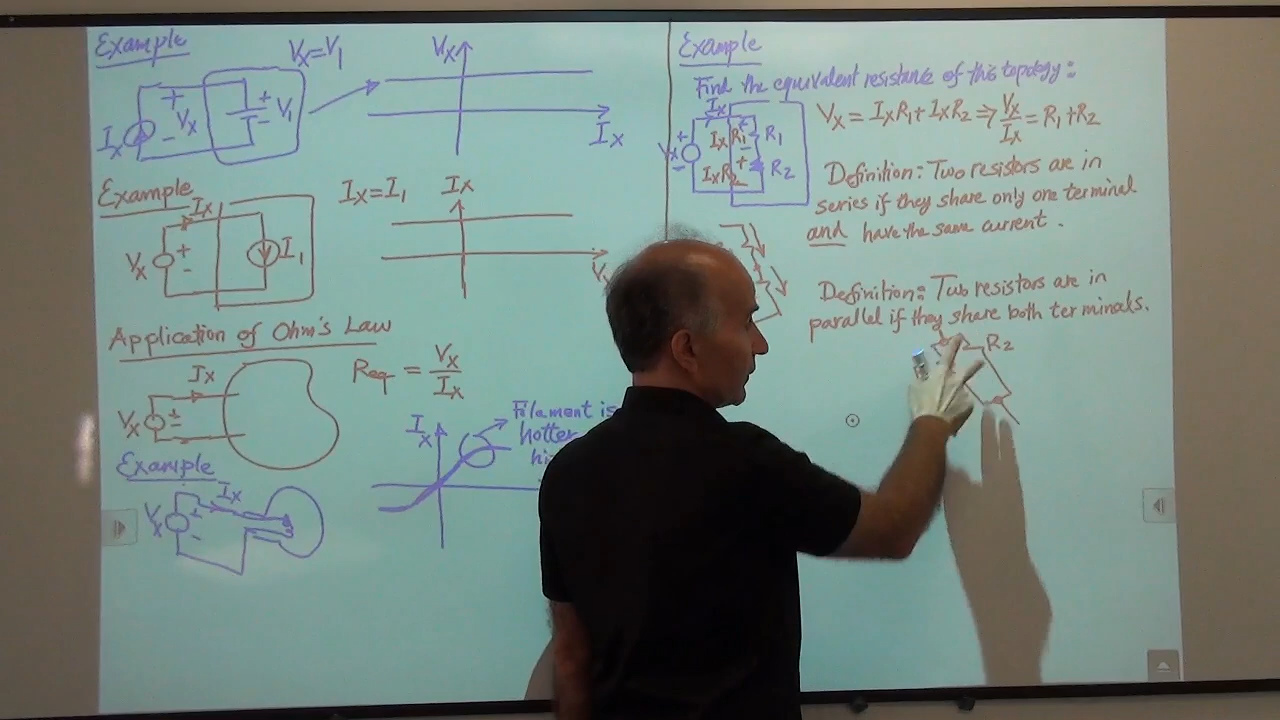 Example
Vx=V1
Vx
Ix
Vx
+
−
+
−
V1
Ix
Example
Ix
Ix=I1
Ix
Vx
+
-
I1
Vx
Application of Ohm's Law
Ix
Vx
+
-
Req = Vx/Ix
Example
Ix
Vx
+
-
Ix
Filament is
hotter
Example
Find the equivalent resistance of this topology:
Ix
Vx
+
-
IxR1
R1
+
-
IxR2
R2
Vx = IxR1 + IxR2 ⇒ Vx/Ix = R1 + R2
Definition: Two resistors are in
series if they share only one terminal
and have the same current.
Definition: Two resistors are in
parallel if they share both terminals.
R2